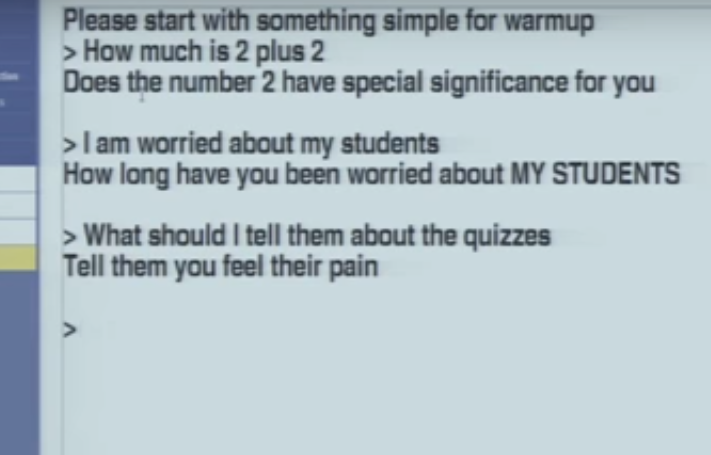 Please start with something simple for warmup
> How much is 2 plus 2
Does the number 2 have special significance for you
> I am worried about my students
How long have you been worried about MY STUDENTS
> What should I tell them about the quizzes
Tell them you feel their pain
>